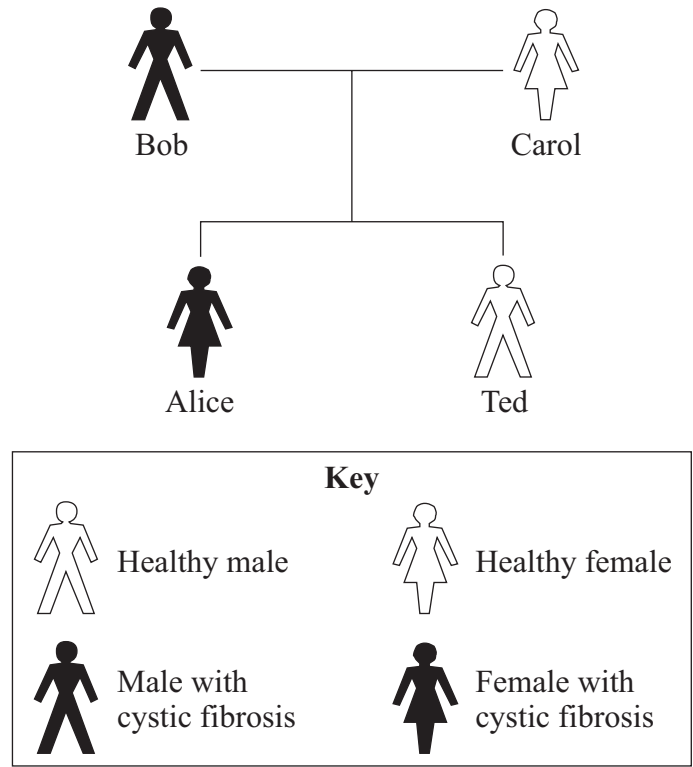 Bob
Carol
Alice
Ted
Key
Healthy male
Healthy female
Male with
cystic fibrosis
Female with
cystic fibrosis